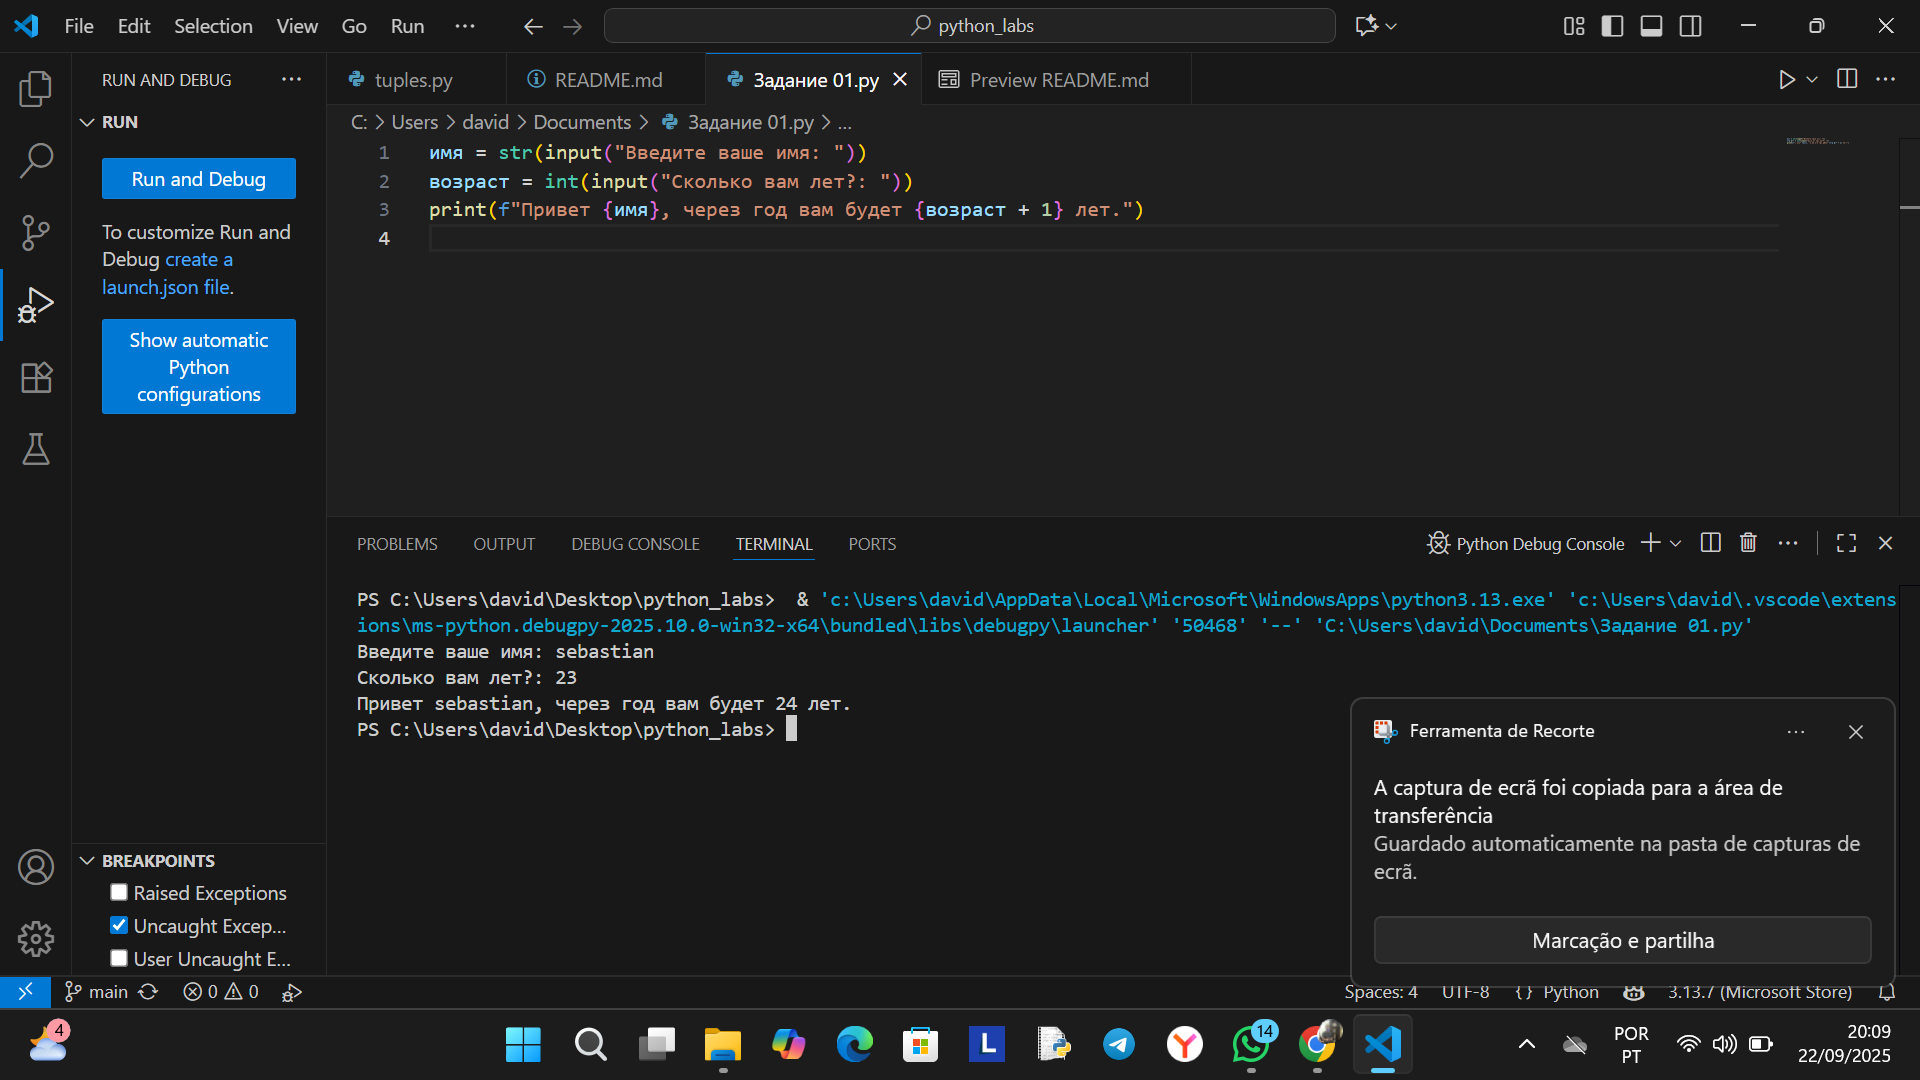 File Edit Selection View Go Run ··· python_labs
RUN AND DEBUG ···
RUN
Run and Debug
To customize Run and
Debug create a
launch.json file.
Show automatic
Python
configurations
BREAKPOINTS
Raised Exceptions
Uncaught Excep...
User Uncaught E...
tuples.py README.md Задание 01.py Preview README.md
C: > Users > david > Documents > Задание 01.py > ...
1 имя = str(input("Введите ваше имя: "))
2 возраст = int(input("Сколько вам лет?: "))
3 print(f"Привет {имя}, через год вам будет {возраст + 1} лет.")
4
PROBLEMS OUTPUT DEBUG CONSOLE TERMINAL PORTS Python Debug Console
PS C:\Users\david\Desktop\python_labs> & 'c:\Users\david\AppData\Local\Microsoft\WindowsApps\python3.13.exe' 'c:\Users\david\.vscode\extens
ions\ms-python.debugpy-2025.10.0-win32-x64\bundled\libs\debugpy\launcher' '50468' '--' 'C:\Users\david\Documents\Задание 01.py'
Введите ваше имя: sebastian
Сколько вам лет?: 23
Привет sebastian, через год вам будет 24 лет.
PS C:\Users\david\Desktop\python_labs>
Ferramenta de Recorte
A captura de ecrã foi copiada para a área de
transferência
Guardado automaticamente na pasta de capturas de
ecrã.
Marcação e partilha
main 0 0 Spaces: 4 UTF-8 {} Python 3.13.7 (Microsoft Store)
4 L 14 POR
PT
20:09
22/09/2025